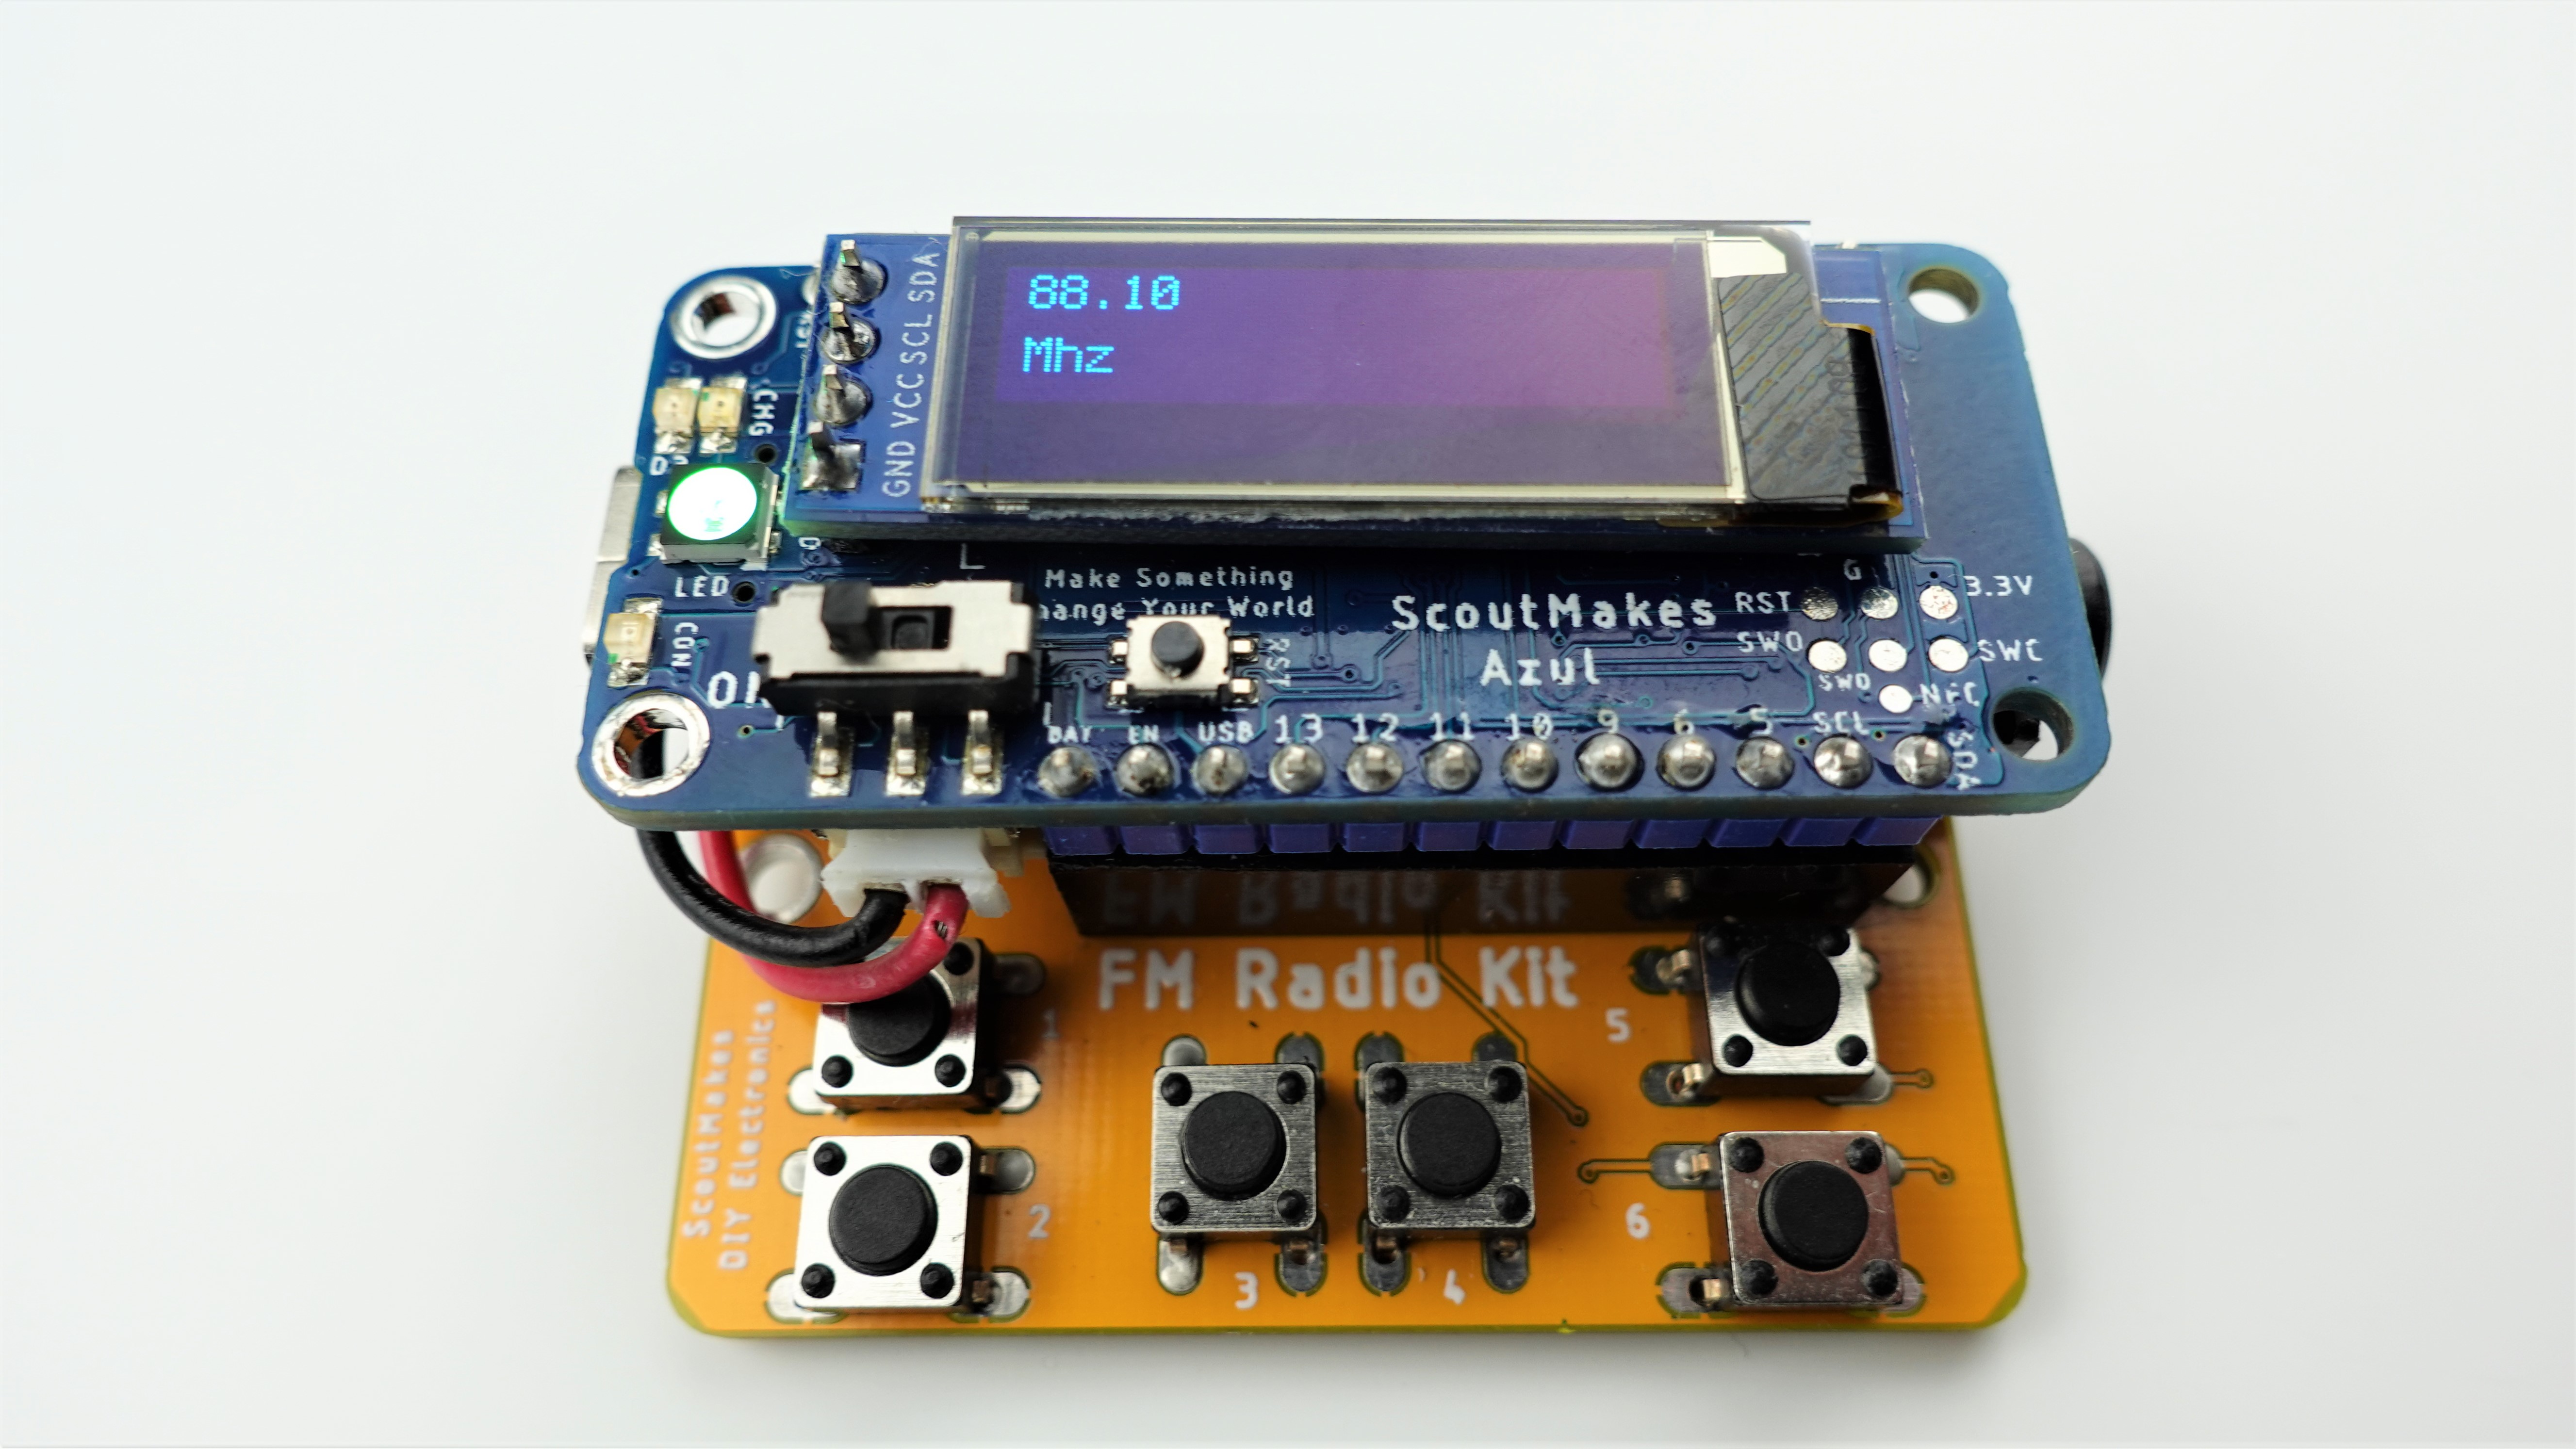 88.10
Mhz
GND VCC SCL SDA
CHG
LED
CON
Make Something
hange Your World
ScoutMakes
Azul
RST
RST
G
3.3V
SWO
SWC
SWO
NFC
BAT EN USB 13 12 11 10 9 6 5 SCL SDA
FM Radio Kit
ScoutMakes
DIY Electronics
1
2
3
4
5
6